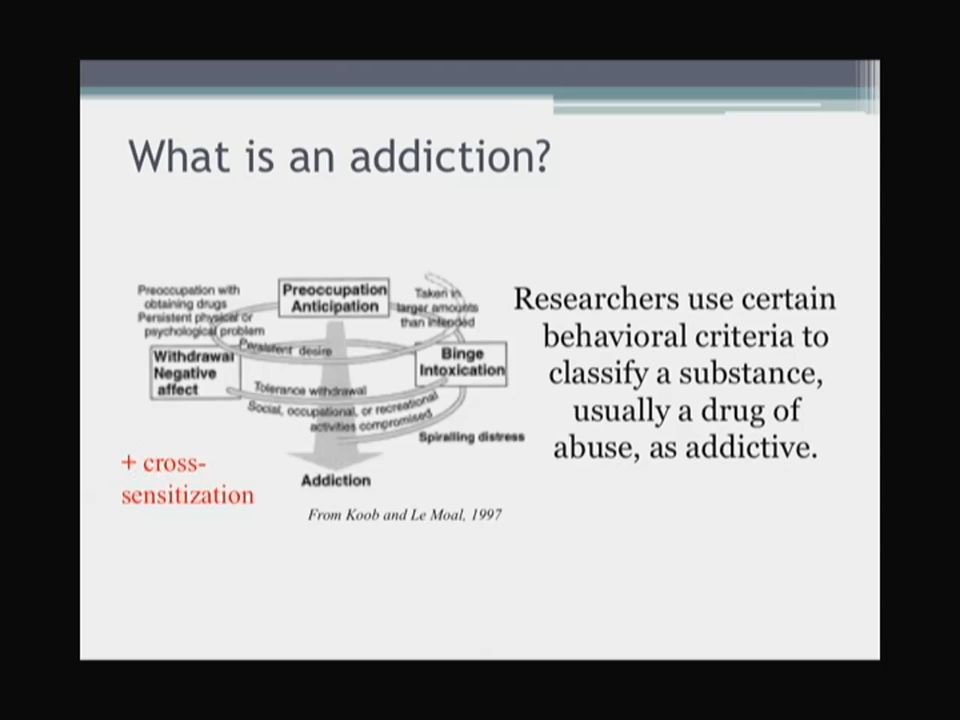 What is an addiction?
Preoccupation with
obtaining drugs
Persistent physical or
psychological problem
Preoccupation
Anticipation
Taken in
larger amounts
than intended
Persistent desire
Withdrawal
Negative
affect
Binge
Intoxication
Tolerance withdrawal
Social, occupational, or recreational
activities compromised
Spiralling distress
Addiction
+ cross-
sensitization
From Koob and Le Moal, 1997
Researchers use certain
behavioral criteria to
classify a substance,
usually a drug of
abuse, as addictive.